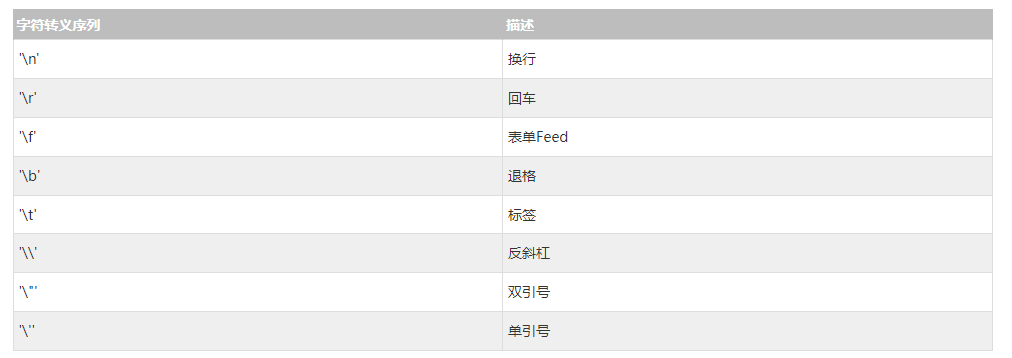 字符转义序列 描述
'\n' 换行
'\r' 回车
'\f' 表单Feed
'\b' 退格
'\t' 标签
'\\' 反斜杠
'\"' 双引号
'\'' 单引号